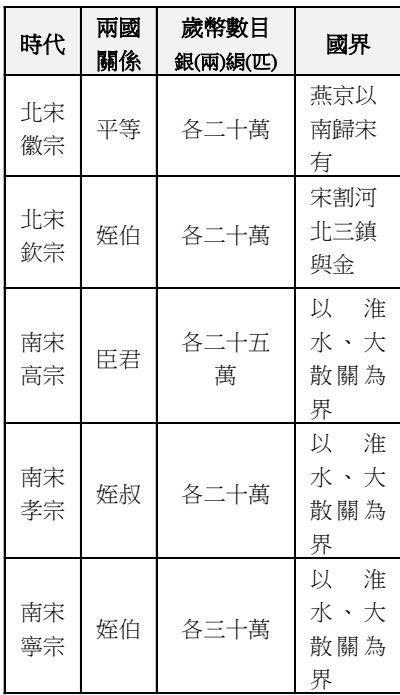 時代 兩國關係 歲幣數目 銀(兩)絹(匹) 國界
北宋徽宗 平等 各二十萬 燕京以南歸宋有
北宋欽宗 姪伯 各二十萬 宋割河北三鎮與金
南宋高宗 臣君 各二十五萬 以淮水、大散關為界
南宋孝宗 姪叔 各二十萬 以淮水、大散關為界
南宋寧宗 姪伯 各三十萬 以淮水、大散關為界